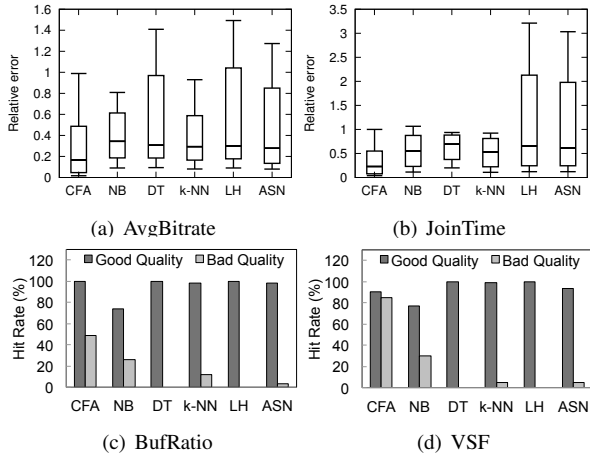 Relative error
1.6
1.4
1.2
1
0.8
0.6
0.4
0.2
0
CFA NB DT k-NN LH ASN
(a) AvgBitrate
Relative error
3.5
3
2.5
2
1.5
1
0.5
0
CFA NB DT k-NN LH ASN
(b) JoinTime
Hit Rate (%)
120
100
80
60
40
20
0
Good Quality Bad Quality
CFA NB DT k-NN LH ASN
(c) BufRatio
Hit Rate (%)
120
100
80
60
40
20
0
Good Quality Bad Quality
CFA NB DT k-NN LH ASN
(d) VSF